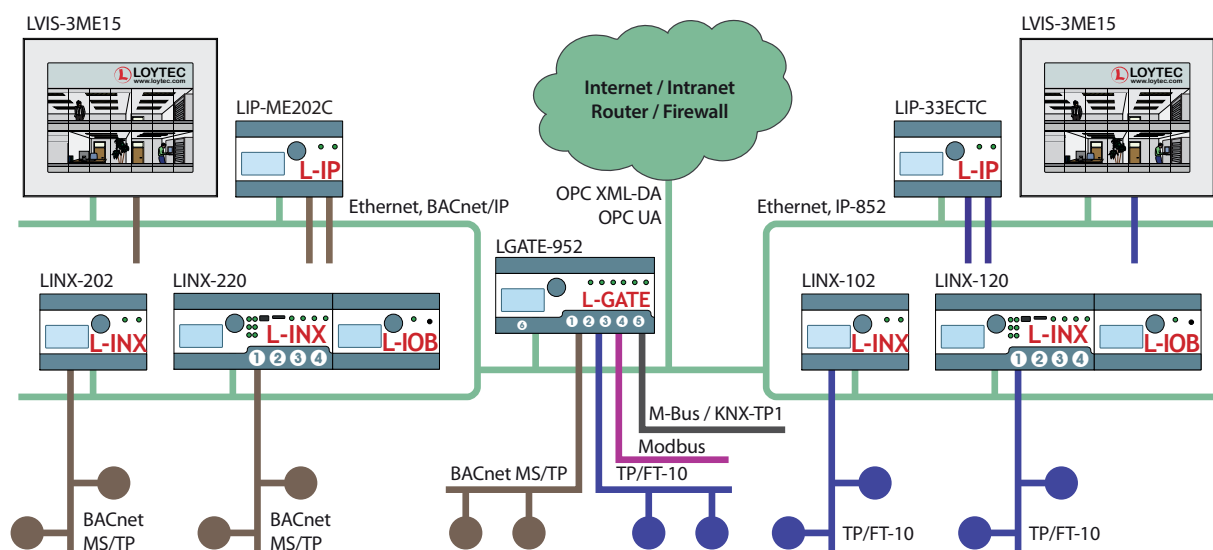 LVIS-3ME15
LOYTEC
www.loytec.com
LIP-ME202C
L-IP
Internet / Intranet
Router / Firewall
LIP-33ECTC
L-IP
LVIS-3ME15
LOYTEC
www.loytec.com
Ethernet, BACnet/IP
OPC XML-DA
OPC UA
Ethernet, IP-852
LGATE-952
L-GATE
6
1 2 3 4 5
LINX-202
L-INX
LINX-220
L-INX
1 2 3 4
L-IOB
LINX-102
L-INX
LINX-120
L-INX
1 2 3 4
L-IOB
M-Bus / KNX-TP1
Modbus
BACnet MS/TP
TP/FT-10
BACnet
MS/TP
BACnet
MS/TP
TP/FT-10
TP/FT-10